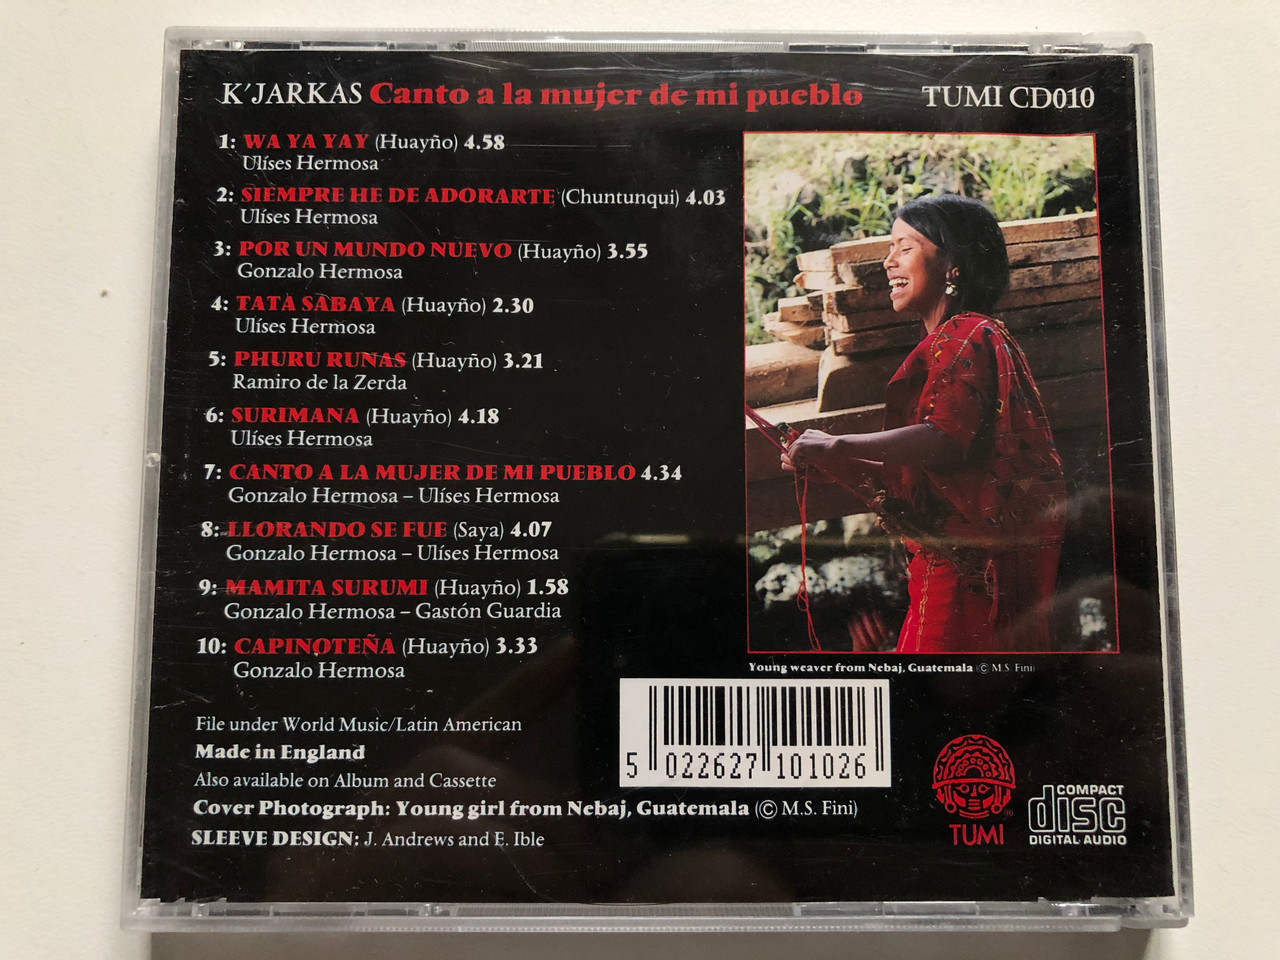 K´JARKAS Canto a la mujer de mi pueblo TUMI CD010
1: WA YA YAY (Huayño) 4.58
Ulíses Hermosa
2: SIEMPRE HE DE ADORARTE (Chuntunqui) 4.03
Ulíses Hermosa
3: POR UN MUNDO NUEVO (Huayño) 3.55
Gonzalo Hermosa
4: TATA SABAYA (Huayño) 2.30
Ulíses Hermosa
5: PHURU RUNAS (Huayño) 3.21
Ramiro de la Zerda
6: SURIMANA (Huayño) 4.18
Ulíses Hermosa
7: CANTO A LA MUJER DE MI PUEBLO 4.34
Gonzalo Hermosa – Ulíses Hermosa
8: LLORANDO SE FUE (Saya) 4.07
Gonzalo Hermosa – Ulíses Hermosa
9: MAMITA SURUMI (Huayño) 1.58
Gonzalo Hermosa – Gastón Guardia
10: CAPINOTEÑA (Huayño) 3.33
Gonzalo Hermosa
Young weaver from Nebaj, Guatemala (© M.S. Fini)
File under World Music/Latin American
Made in England
Also available on Album and Cassette
Cover Photograph: Young girl from Nebaj, Guatemala (© M.S. Fini)
SLEEVE DESIGN: J. Andrews and E. Ible
5 022627 101026
TUMI
COMPACT
disc
DIGITAL AUDIO